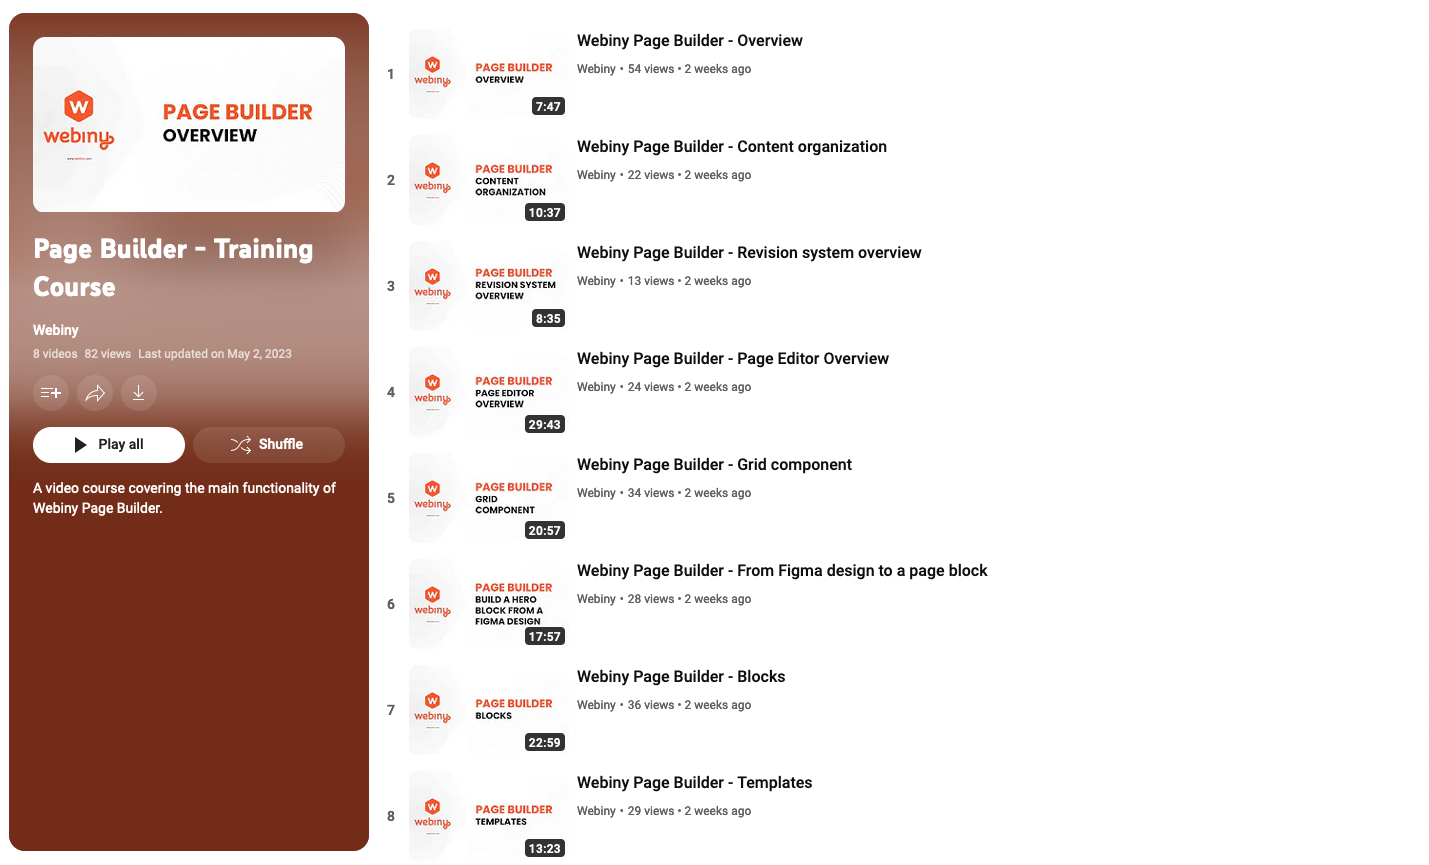 webiny
www.webiny.com
PAGE BUILDER
OVERVIEW
Page Builder - Training
Course
Webiny
8 videos 82 views Last updated on May 2, 2023
Play all
Shuffle
A video course covering the main functionality of
Webiny Page Builder.
1
webiny
PAGE BUILDER
OVERVIEW
7:47
Webiny Page Builder - Overview
Webiny • 54 views • 2 weeks ago
2
webiny
PAGE BUILDER
CONTENT
ORGANIZATION
10:37
Webiny Page Builder - Content organization
Webiny • 22 views • 2 weeks ago
3
webiny
PAGE BUILDER
REVISION SYSTEM
OVERVIEW
8:35
Webiny Page Builder - Revision system overview
Webiny • 13 views • 2 weeks ago
4
webiny
PAGE BUILDER
PAGE EDITOR
OVERVIEW
29:43
Webiny Page Builder - Page Editor Overview
Webiny • 24 views • 2 weeks ago
5
webiny
PAGE BUILDER
GRID
COMPONENT
20:57
Webiny Page Builder - Grid component
Webiny • 34 views • 2 weeks ago
6
webiny
PAGE BUILDER
BUILD A HERO
BLOCK FROM A
FIGMA DESIGN
17:57
Webiny Page Builder - From Figma design to a page block
Webiny • 28 views • 2 weeks ago
7
webiny
PAGE BUILDER
BLOCKS
22:59
Webiny Page Builder - Blocks
Webiny • 36 views • 2 weeks ago
8
webiny
PAGE BUILDER
TEMPLATES
13:23
Webiny Page Builder - Templates
Webiny • 29 views • 2 weeks ago